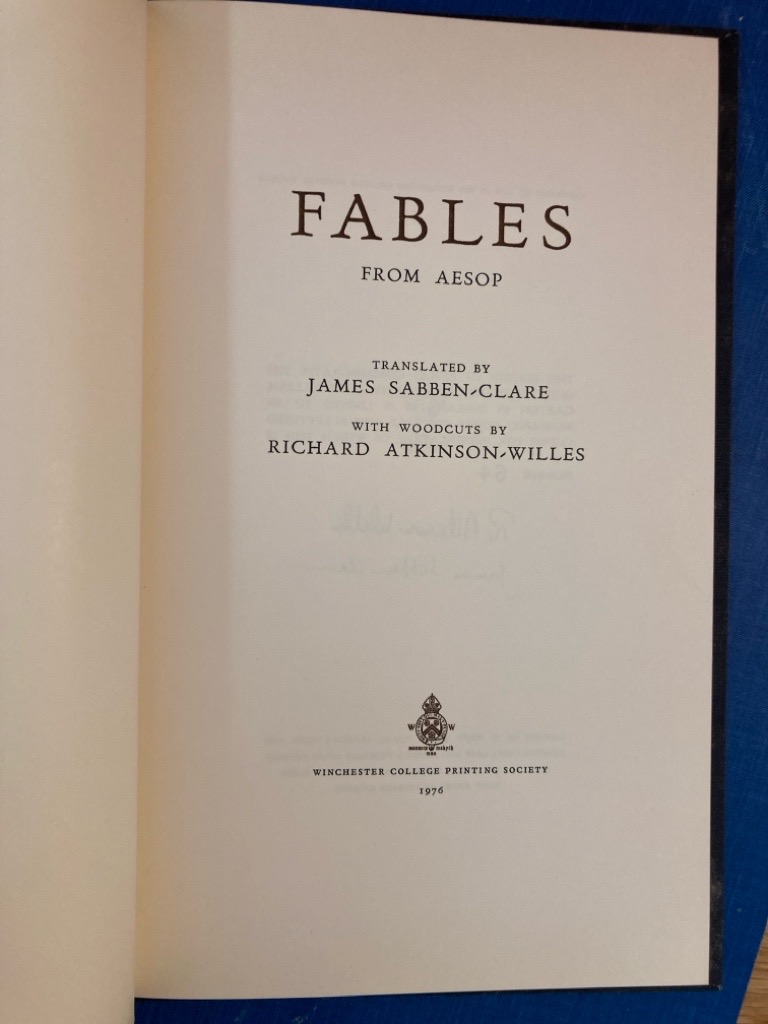 FABLES
FROM AESOP
TRANSLATED BY
JAMES SABBEN-CLARE
WITH WOODCUTS BY
RICHARD ATKINSON-WILLES
W W
WINCHESTER COLLEGE PRINTING SOCIETY
1976